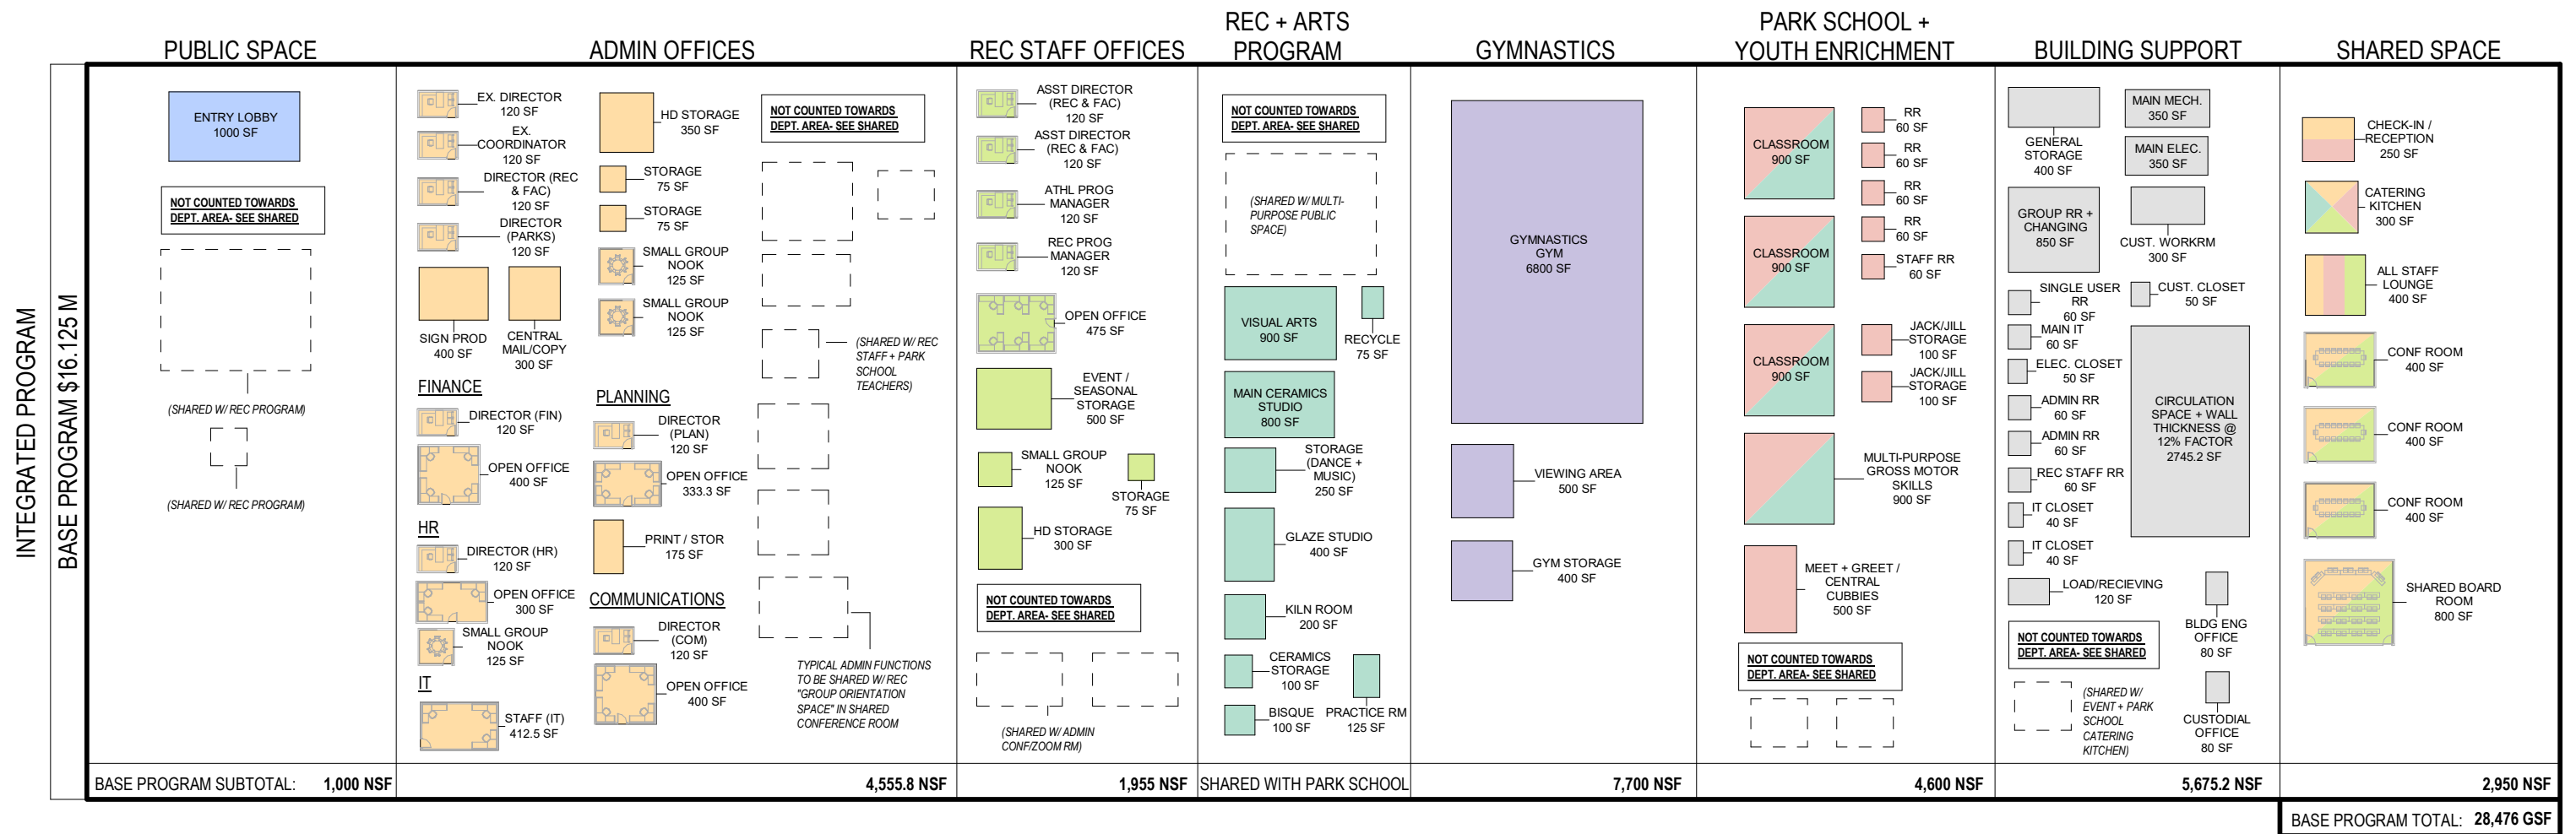 PUBLIC SPACE
ADMIN OFFICES
REC STAFF OFFICES
REC + ARTS
PROGRAM
GYMNASTICS
PARK SCHOOL +
YOUTH ENRICHMENT
BUILDING SUPPORT
SHARED SPACE
INTEGRATED PROGRAM
BASE PROGRAM $16.125 M
ENTRY LOBBY
1000 SF
NOT COUNTED TOWARDS
DEPT. AREA- SEE SHARED
(SHARED W/ REC PROGRAM)
(SHARED W/ REC PROGRAM)
EX. DIRECTOR
120 SF
EX.
COORDINATOR
120 SF
DIRECTOR (REC
& FAC)
120 SF
DIRECTOR
(PARKS)
120 SF
SIGN PROD
400 SF
CENTRAL
MAIL/COPY
300 SF
FINANCE
DIRECTOR (FIN)
120 SF
OPEN OFFICE
400 SF
HR
DIRECTOR (HR)
120 SF
OPEN OFFICE
300 SF
SMALL GROUP
NOOK
125 SF
IT
STAFF (IT)
412.5 SF
HD STORAGE
350 SF
STORAGE
75 SF
STORAGE
75 SF
SMALL GROUP
NOOK
125 SF
SMALL GROUP
NOOK
125 SF
PLANNING
DIRECTOR
(PLAN)
120 SF
OPEN OFFICE
333.3 SF
PRINT / STOR
175 SF
COMMUNICATIONS
DIRECTOR
(COM)
120 SF
OPEN OFFICE
400 SF
NOT COUNTED TOWARDS
DEPT. AREA- SEE SHARED
(SHARED W/ REC
STAFF + PARK
SCHOOL
TEACHERS)
TYPICAL ADMIN FUNCTIONS
TO BE SHARED W/ REC
"GROUP ORIENTATION
SPACE" IN SHARED
CONFERENCE ROOM
ASST DIRECTOR
(REC & FAC)
120 SF
ASST DIRECTOR
(REC & FAC)
120 SF
ATHL PROG
MANAGER
120 SF
REC PROG
MANAGER
120 SF
OPEN OFFICE
475 SF
EVENT /
SEASONAL
STORAGE
500 SF
SMALL GROUP
NOOK
125 SF
STORAGE
75 SF
HD STORAGE
300 SF
NOT COUNTED TOWARDS
DEPT. AREA- SEE SHARED
(SHARED W/ ADMIN
CONF/ZOOM RM)
NOT COUNTED TOWARDS
DEPT. AREA- SEE SHARED
(SHARED W/ MULTI-
PURPOSE PUBLIC
SPACE)
VISUAL ARTS
900 SF
RECYCLE
75 SF
MAIN CERAMICS
STUDIO
800 SF
STORAGE
(DANCE +
MUSIC)
250 SF
GLAZE STUDIO
400 SF
KILN ROOM
200 SF
CERAMICS
STORAGE
100 SF
BISQUE
100 SF
PRACTICE RM
125 SF
GYMNASTICS
GYM
6800 SF
VIEWING AREA
500 SF
GYM STORAGE
400 SF
CLASSROOM
900 SF
CLASSROOM
900 SF
CLASSROOM
900 SF
RR
60 SF
RR
60 SF
RR
60 SF
RR
60 SF
STAFF RR
60 SF
JACK/JILL
STORAGE
100 SF
JACK/JILL
STORAGE
100 SF
MULTI-PURPOSE
GROSS MOTOR
SKILLS
900 SF
MEET + GREET /
CENTRAL
CUBBIES
500 SF
NOT COUNTED TOWARDS
DEPT. AREA- SEE SHARED
GENERAL
STORAGE
400 SF
MAIN MECH.
350 SF
MAIN ELEC.
350 SF
GROUP RR +
CHANGING
850 SF
CUST. WORKRM
300 SF
SINGLE USER
RR
60 SF
CUST. CLOSET
50 SF
MAIN IT
60 SF
ELEC. CLOSET
50 SF
ADMIN RR
60 SF
ADMIN RR
60 SF
REC STAFF RR
60 SF
IT CLOSET
40 SF
IT CLOSET
40 SF
CIRCULATION
SPACE + WALL
THICKNESS @
12% FACTOR
2745.2 SF
LOAD/RECIEVING
120 SF
BLDG ENG
OFFICE
80 SF
NOT COUNTED TOWARDS
DEPT. AREA- SEE SHARED
(SHARED W/
EVENT + PARK
SCHOOL
CATERING
KITCHEN)
CUSTODIAL
OFFICE
80 SF
CHECK-IN /
RECEPTION
250 SF
CATERING
KITCHEN
300 SF
ALL STAFF
LOUNGE
400 SF
CONF ROOM
400 SF
CONF ROOM
400 SF
CONF ROOM
400 SF
SHARED BOARD
ROOM
800 SF
BASE PROGRAM SUBTOTAL: 1,000 NSF
4,555.8 NSF
1,955 NSF
SHARED WITH PARK SCHOOL
7,700 NSF
4,600 NSF
5,675.2 NSF
2,950 NSF
BASE PROGRAM TOTAL: 28,476 GSF